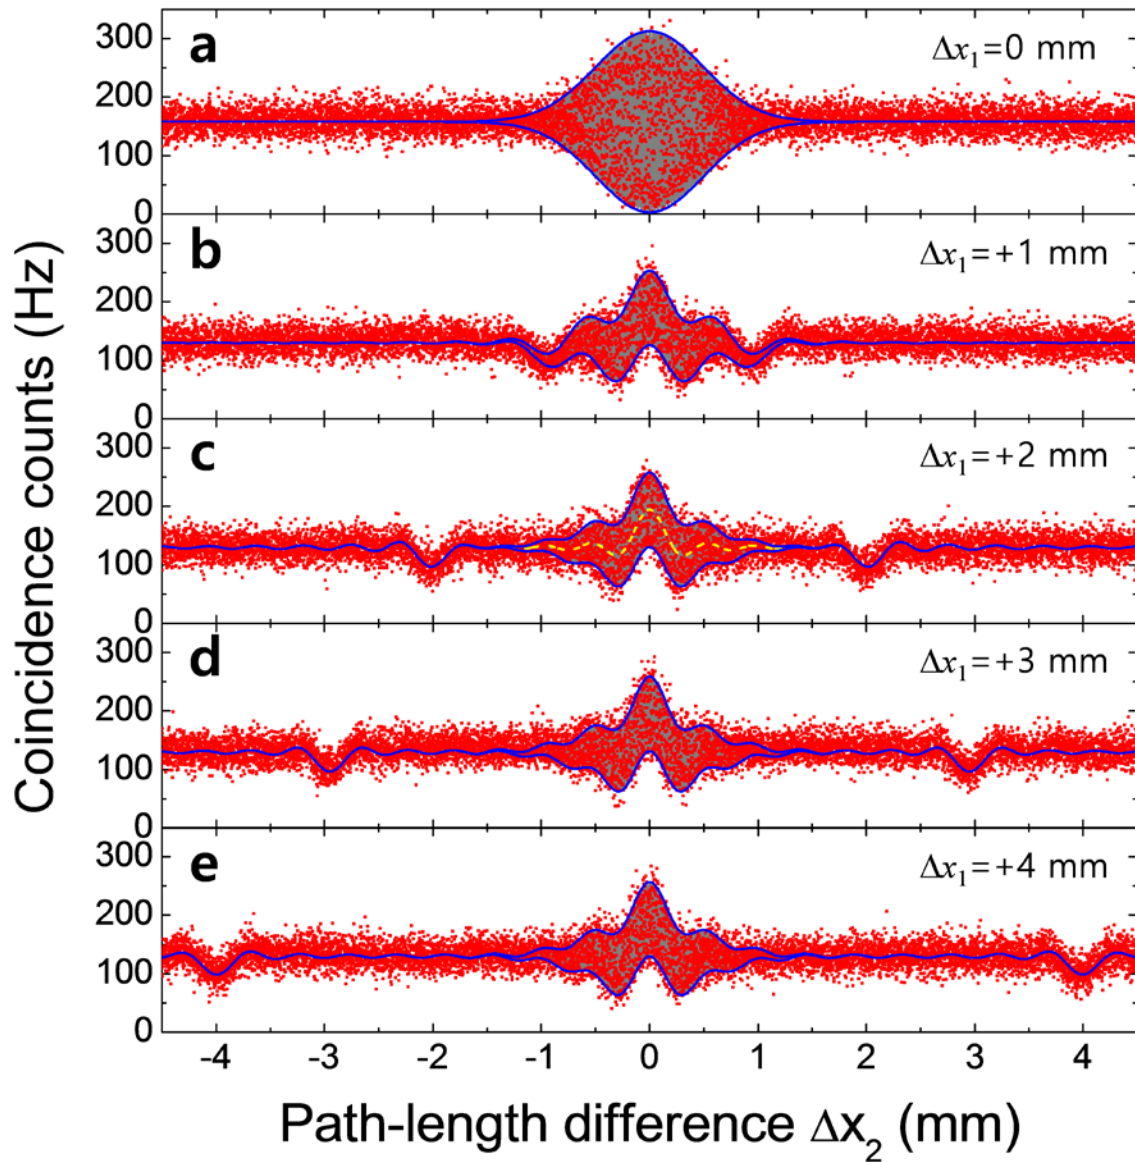 Coincidence counts (Hz)
a
Δx₁=0 mm
300
200
100
0
b
Δx₁=+1 mm
300
200
100
0
c
Δx₁=+2 mm
300
200
100
0
d
Δx₁=+3 mm
300
200
100
0
e
Δx₁=+4 mm
300
200
100
0
-4 -3 -2 -1 0 1 2 3 4
Path-length difference Δx₂ (mm)